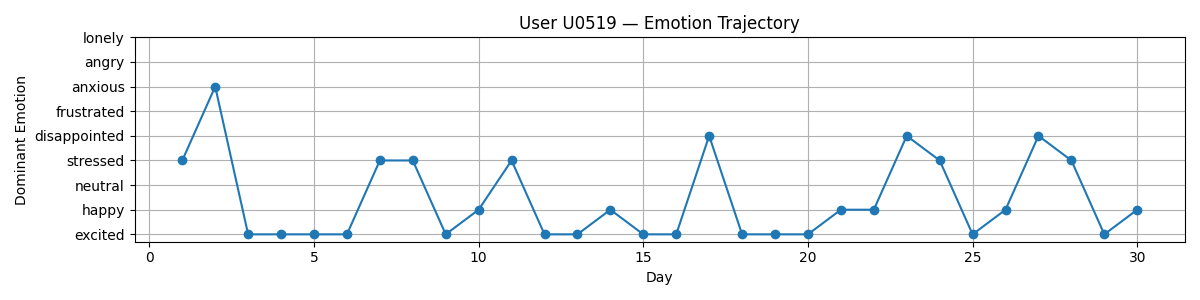 User U0519 — Emotion Trajectory
lonely
angry
anxious
frustrated
disappointed
stressed
neutral
happy
excited
Dominant Emotion
0 5 10 15 20 25 30
Day